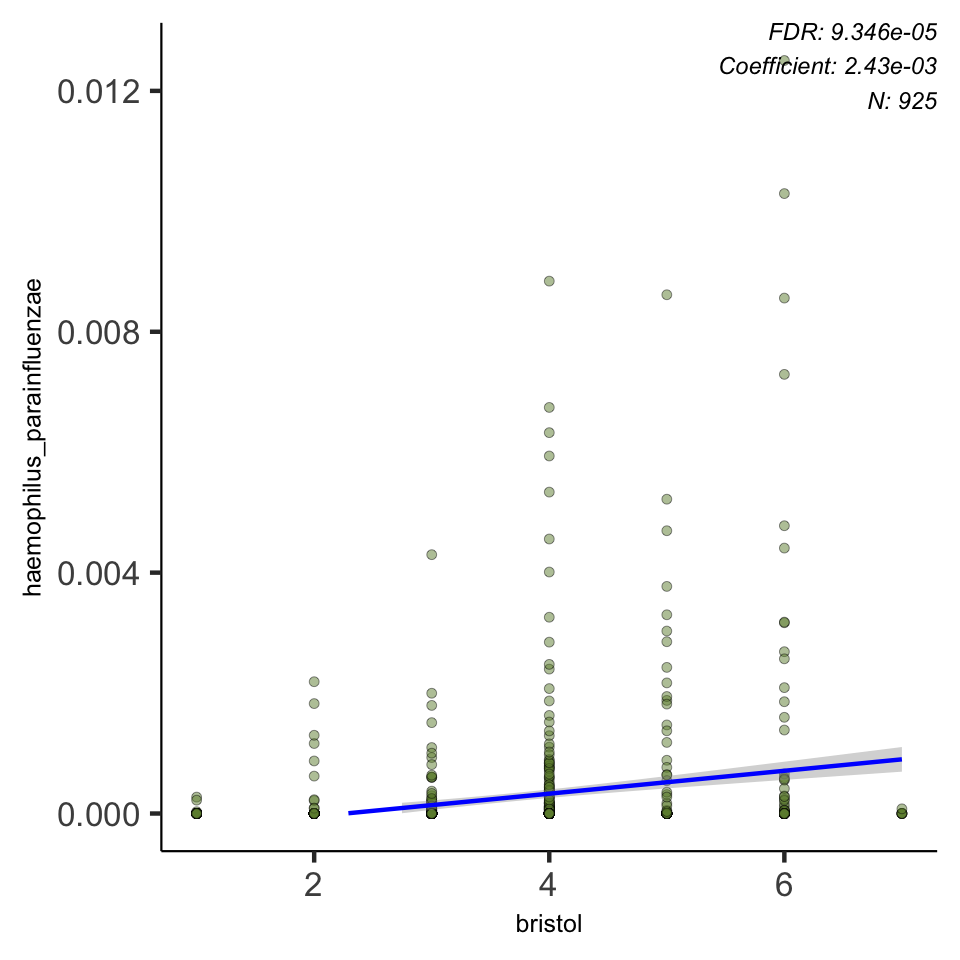 FDR: 9.346e-05
Coefficient: 2.43e-03
N: 925
0.012
0.008
0.004
0.000
haemophilus_parainfluenzae
2 4 6
bristol